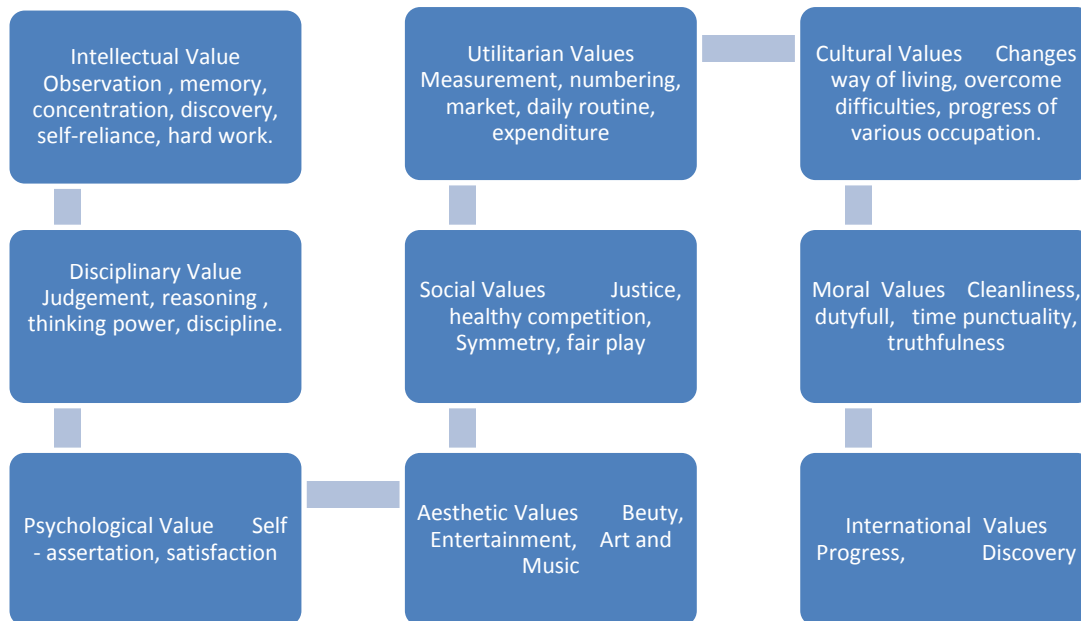 Intellectual Value
Observation , memory,
concentration, discovery,
self-reliance, hard work.
Disciplinary Value
Judgement, reasoning ,
thinking power, discipline.
Psychological Value Self
- assertation, satisfaction
Aesthetic Values Beuty,
Entertainment, Art and
Music
Social Values Justice,
healthy competition,
Symmetry, fair play
Utilitarian Values
Measurement, numbering,
market, daily routine,
expenditure
Cultural Values Changes
way of living, overcome
difficulties, progress of
various occupation.
Moral Values Cleanliness,
dutyfull, time punctuality,
truthfulness
International Values
Progress, Discovery